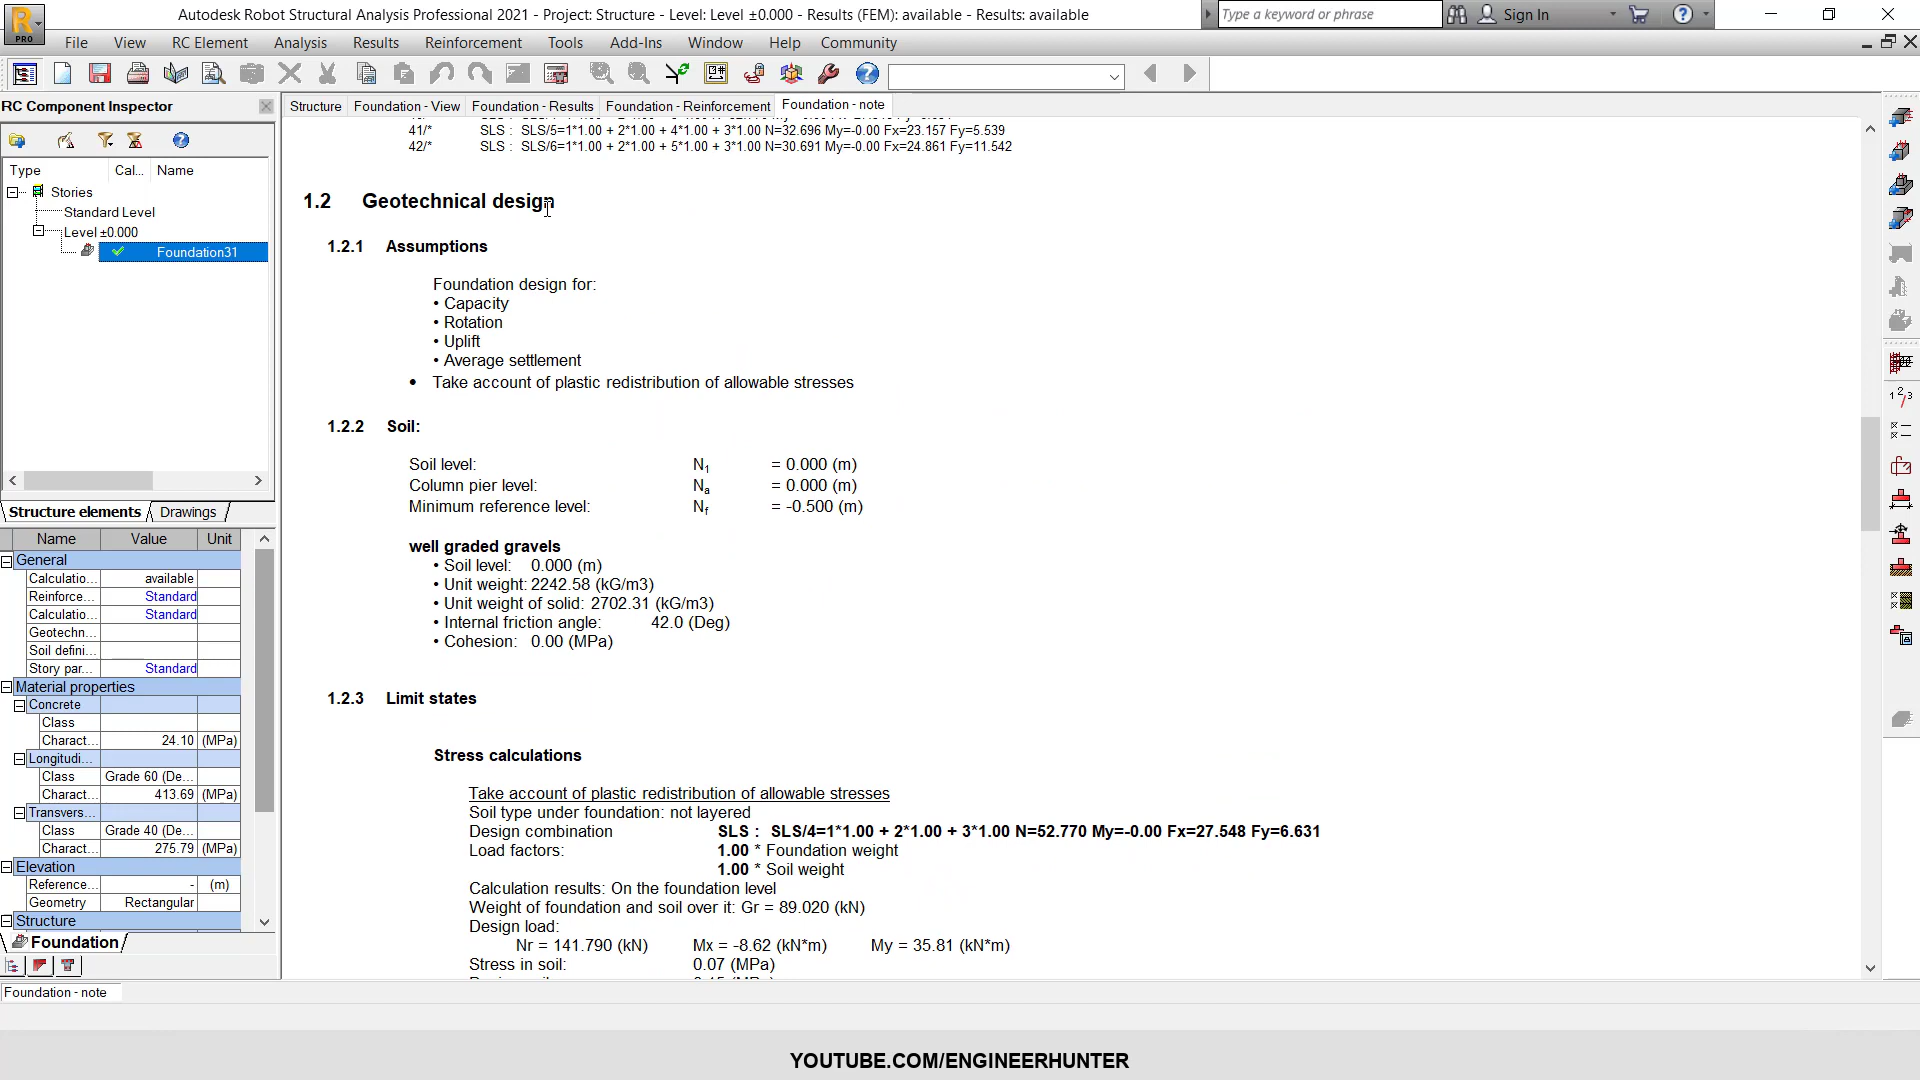 Autodesk Robot Structural Analysis Professional 2021 - Project: Structure - Level: Level ±0.000 - Results (FEM): available - Results: available
Type a keyword or phrase
Sign In
PRO
File View RC Element Analysis Results Reinforcement Tools Add-Ins Window Help Community
RC Component Inspector
Structure Foundation - View Foundation - Results Foundation - Reinforcement Foundation - note
Type Cal... Name
Stories
Standard Level
Level ±0.000
Foundation31
Structure elements Drawings
Name Value Unit
General
Calculatio... available
Reinforce... Standard
Calculatio... Standard
Geotechn...
Soil defini...
Story par... Standard
Material properties
Concrete
Class
Charact... 24.10 (MPa)
Longitudi...
Class Grade 60 (De...
Charact... 413.69 (MPa)
Transvers...
Class Grade 40 (De...
Charact... 275.79 (MPa)
Elevation
Reference... - (m)
Geometry Rectangular
Structure
Foundation
Foundation - note
41/* SLS : SLS/5=1*1.00 + 2*1.00 + 4*1.00 + 3*1.00 N=32.696 My=-0.00 Fx=23.157 Fy=5.539
42/* SLS : SLS/6=1*1.00 + 2*1.00 + 5*1.00 + 3*1.00 N=30.691 My=-0.00 Fx=24.861 Fy=11.542
1.2 Geotechnical design
1.2.1 Assumptions
Foundation design for:
• Capacity
• Rotation
• Uplift
• Average settlement
• Take account of plastic redistribution of allowable stresses
1.2.2 Soil:
Soil level: N1 = 0.000 (m)
Column pier level: Na = 0.000 (m)
Minimum reference level: Nf = -0.500 (m)
well graded gravels
• Soil level: 0.000 (m)
• Unit weight: 2242.58 (kG/m3)
• Unit weight of solid: 2702.31 (kG/m3)
• Internal friction angle: 42.0 (Deg)
• Cohesion: 0.00 (MPa)
1.2.3 Limit states
Stress calculations
Take account of plastic redistribution of allowable stresses
Soil type under foundation: not layered
Design combination SLS : SLS/4=1*1.00 + 2*1.00 + 3*1.00 N=52.770 My=-0.00 Fx=27.548 Fy=6.631
Load factors: 1.00 * Foundation weight
1.00 * Soil weight
Calculation results: On the foundation level
Weight of foundation and soil over it: Gr = 89.020 (kN)
Design load:
Nr = 141.790 (kN) Mx = -8.62 (kN*m) My = 35.81 (kN*m)
Stress in soil: 0.07 (MPa)
YOUTUBE.COM/ENGINEERHUNTER